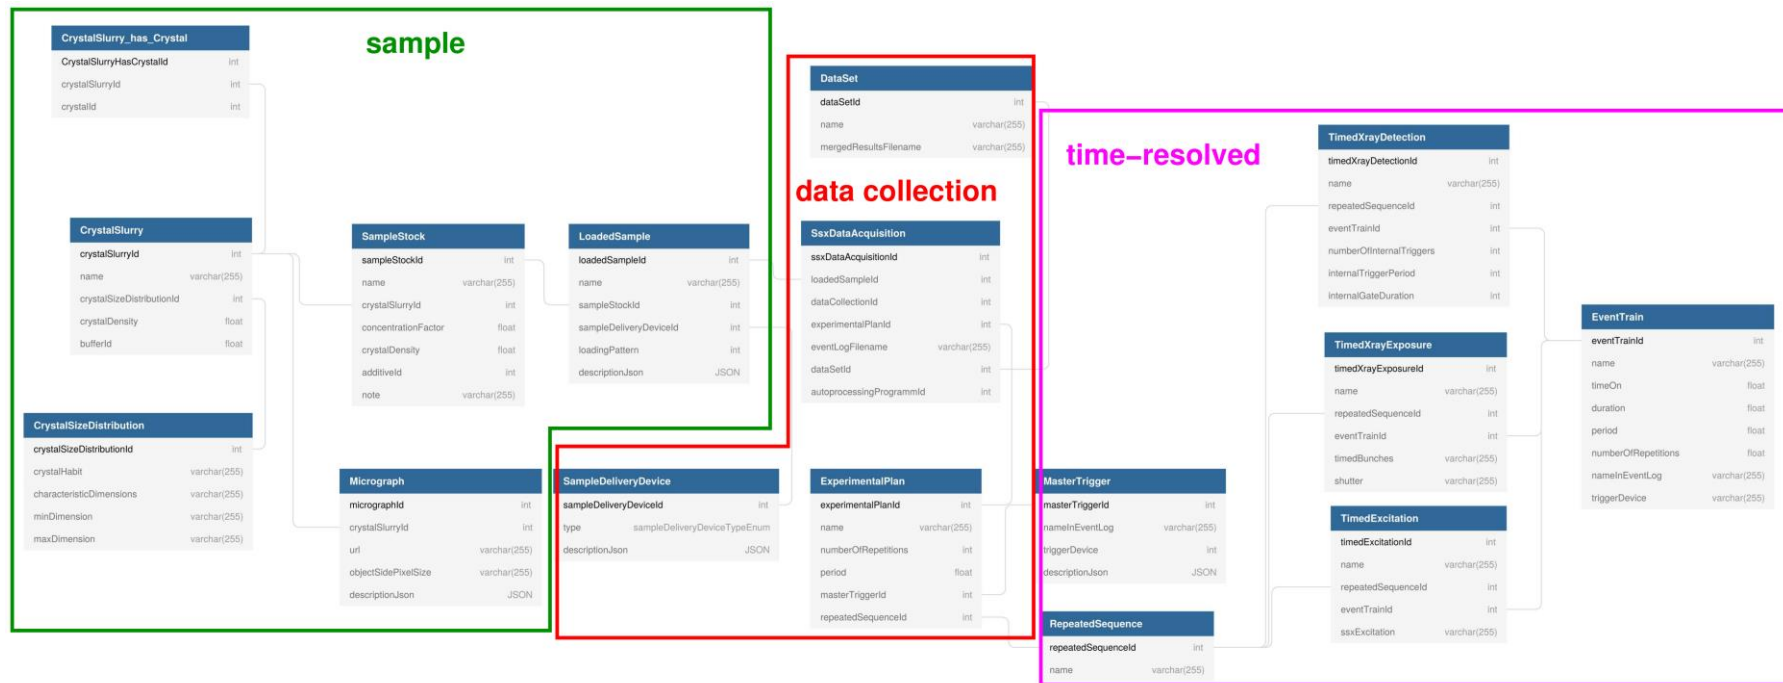 sample
CrystalSlurry_has_Crystal
CrystalSlurryHasCrystalId int
crystalSlurryId int
crystalId int
CrystalSlurry
crystalSlurryId int
name varchar(255)
crystalSizeDistributionId int
crystalDensity float
bufferId float
CrystalSizeDistribution
crystalSizeDistributionId int
crystalHabit varchar(255)
characteristicDimensions varchar(255)
minDimension varchar(255)
maxDimension varchar(255)
SampleStock
sampleStockId int
name varchar(255)
crystalSlurryId int
concentrationFactor float
crystalDensity float
additiveId int
note varchar(255)
LoadedSample
loadedSampleId int
name varchar(255)
sampleStockId int
sampleDeliveryDeviceId int
loadingPattern int
descriptionJson JSON
Micrograph
micrographId int
crystalSlurryId int
url varchar(255)
objectSidePixelSize varchar(255)
descriptionJson JSON
data collection
DataSet
dataSetId int
name varchar(255)
mergedResultsFilename varchar(255)
SsxDataAcquisition
ssxDataAcquisitionId int
loadedSampleId int
dataCollectionId int
experimentalPlanId int
eventLogFilename varchar(255)
dataSetId int
autoprocessingProgrammId int
SampleDeliveryDevice
sampleDeliveryDeviceId int
type sampleDeliveryDeviceTypeEnum
descriptionJson JSON
ExperimentalPlan
experimentalPlanId int
name varchar(255)
numberOfRepetitions int
period float
masterTriggerId int
repeatedSequenceId int
time-resolved
MasterTrigger
masterTriggerId int
nameInEventLog varchar(255)
triggerDevice int
descriptionJson JSON
RepeatedSequence
repeatedSequenceId int
name varchar(255)
TimedXrayDetection
timedXrayDetectionId int
name varchar(255)
repeatedSequenceId int
eventTrainId int
numberOfInternalTriggers int
internalTriggerPeriod int
internalGateDuration int
TimedXrayExposure
timedXrayExposureId int
name varchar(255)
repeatedSequenceId int
eventTrainId int
timedBunches varchar(255)
shutter varchar(255)
TimedExcitation
timedExcitationId int
name varchar(255)
repeatedSequenceId int
eventTrainId int
ssxExcitation varchar(255)
EventTrain
eventTrainId int
name varchar(255)
timeOn float
duration float
period float
numberOfRepetitions float
nameInEventLog varchar(255)
triggerDevice varchar(255)